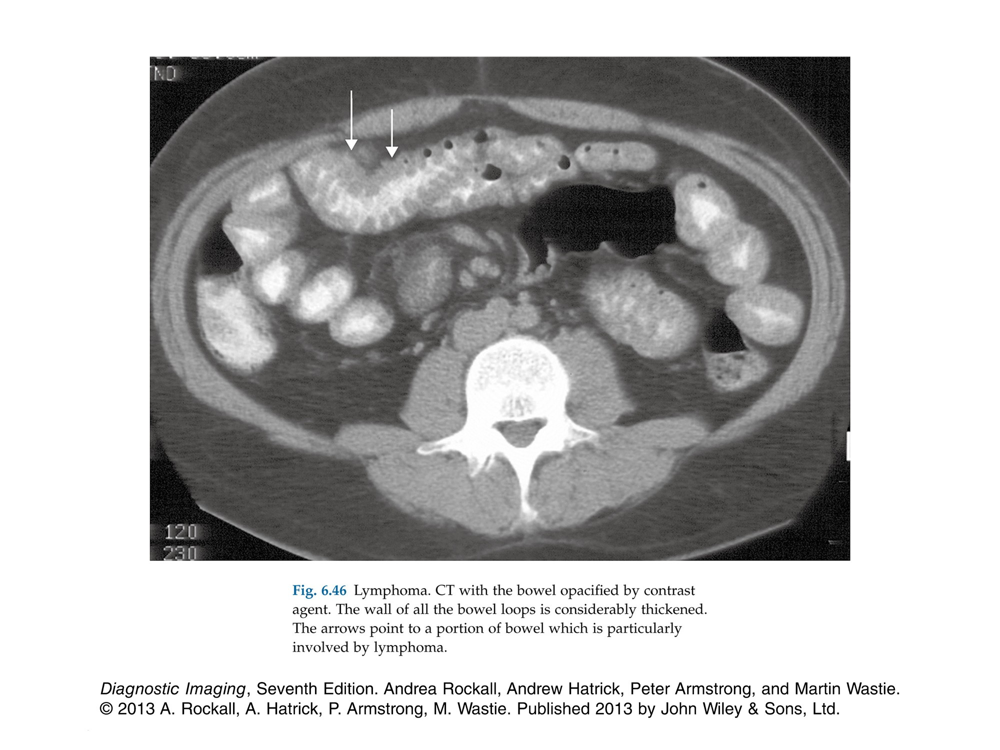 ND
120
230
Fig. 6.46 Lymphoma. CT with the bowel opacified by contrast
agent. The wall of all the bowel loops is considerably thickened.
The arrows point to a portion of bowel which is particularly
involved by lymphoma.
Diagnostic Imaging, Seventh Edition. Andrea Rockall, Andrew Hatrick, Peter Armstrong, and Martin Wastie.
© 2013 A. Rockall, A. Hatrick, P. Armstrong, M. Wastie. Published 2013 by John Wiley & Sons, Ltd.